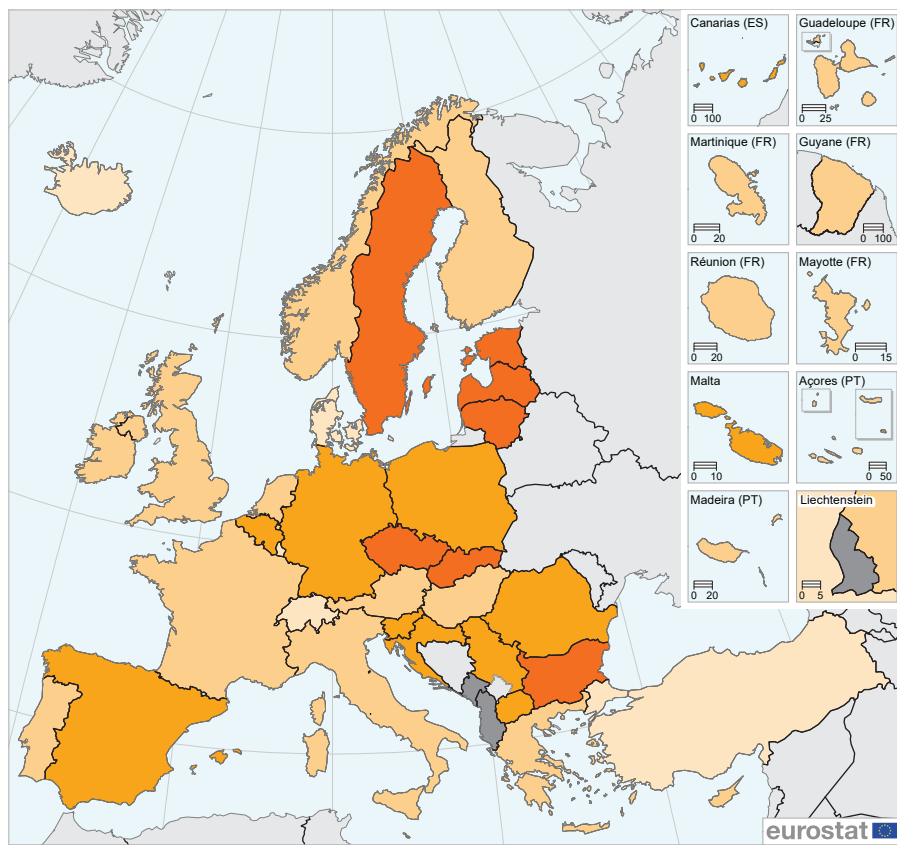 Canarias (ES)
0 100
Guadeloupe (FR)
0 25
Martinique (FR)
0 20
Guyane (FR)
0 100
Réunion (FR)
0 20
Mayotte (FR)
0 15
Malta
0 10
Açores (PT)
0 50
Madeira (PT)
0 20
Liechtenstein
0 5
eurostat